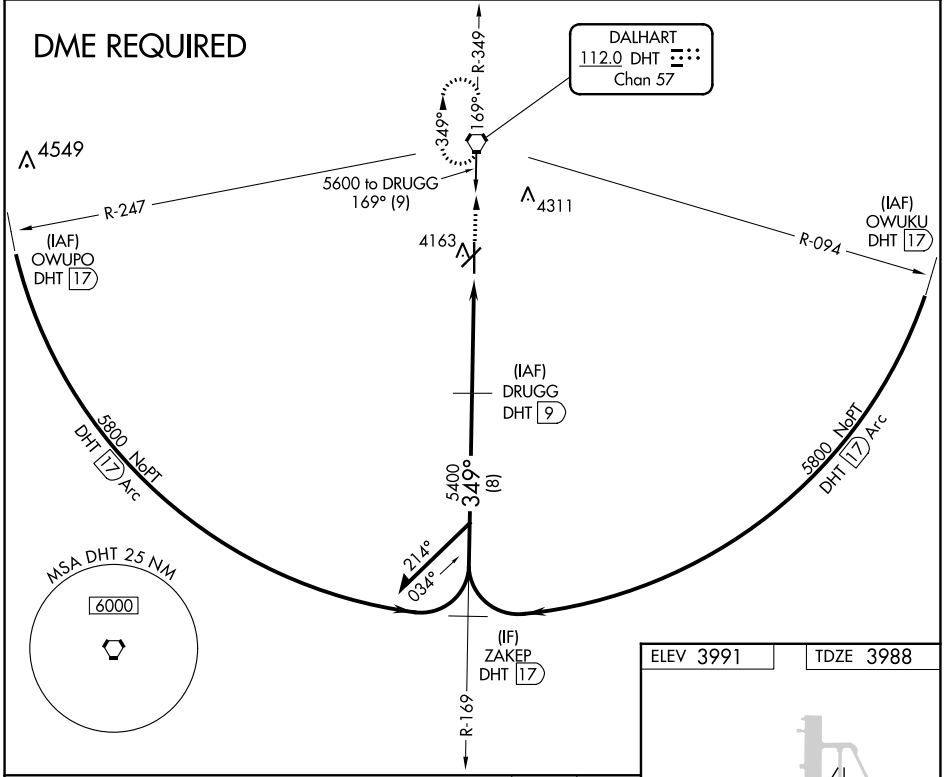 DME REQUIRED
R-349
DALHART
112.0 DHT
Chan 57
349°
169°
4549
5600 to DRUGG
169° (9)
4311
R-247
R-094
(IAF)
OWUPO
DHT 17
(IAF)
OWUKU
DHT 17
4163
(IAF)
DRUGG
DHT 9
5800 NoPT
DHT 17 Arc
5800 NoPT
DHT 17 Arc
5400
349°
(8)
214°
034°
MSA DHT 25 NM
6000
(IF)
ZAKEP
DHT 17
R-169
ELEV 3991
TDZE 3988